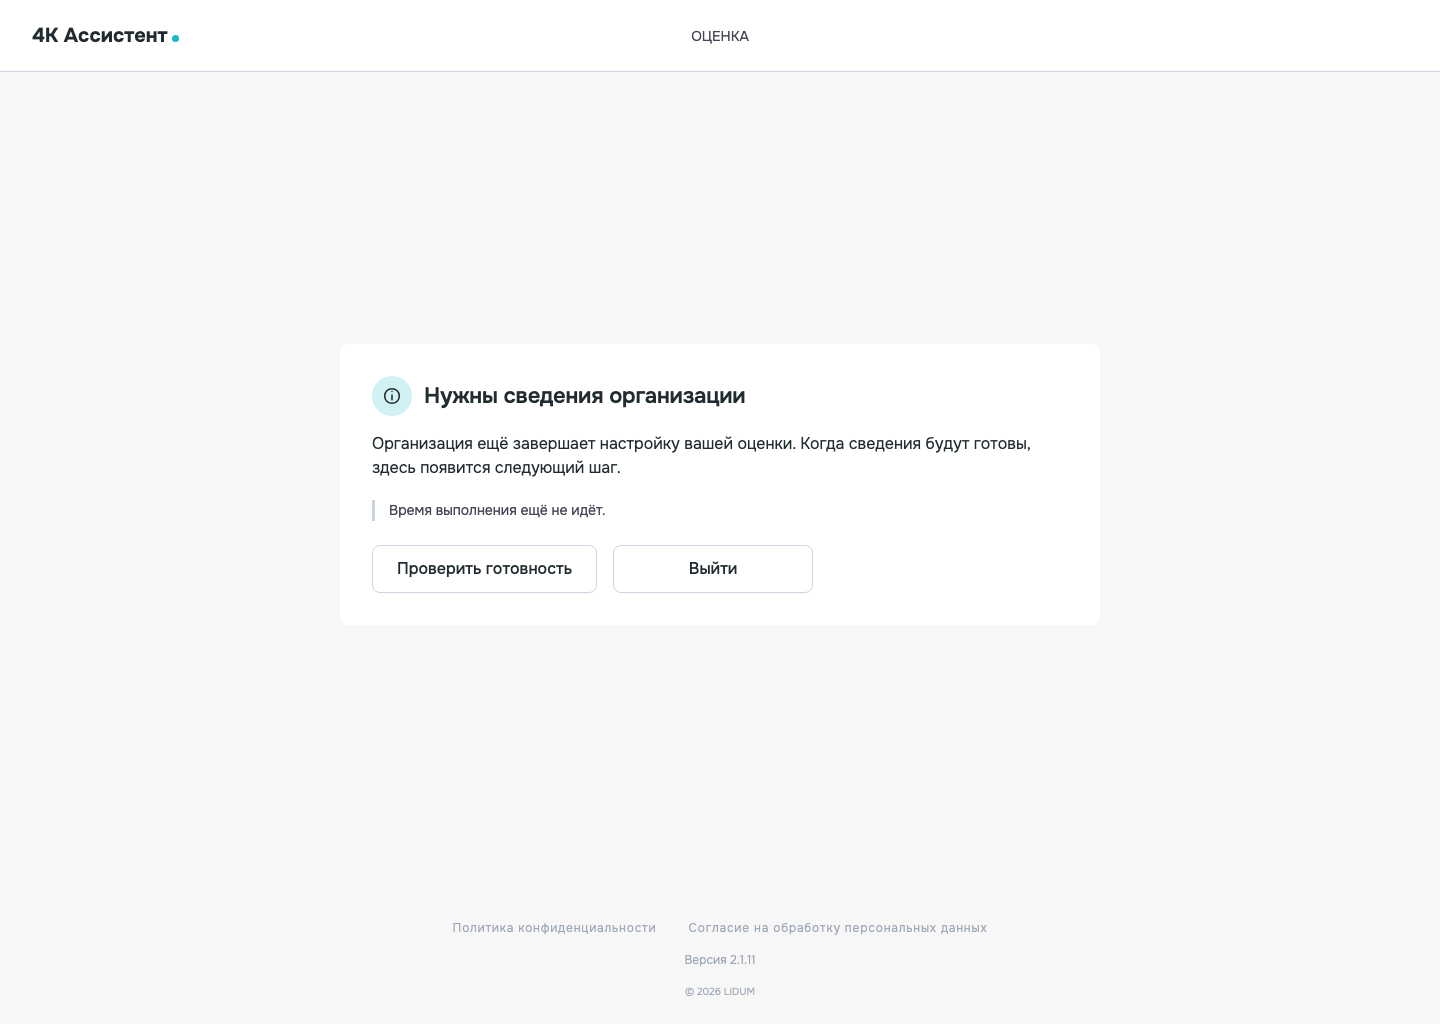 4К Ассистент
ОЦЕНКА
Нужны сведения организации
Организация ещё завершает настройку вашей оценки. Когда сведения будут готовы,
здесь появится следующий шаг.
Время выполнения ещё не идёт.
Проверить готовность
Выйти
Политика конфиденциальности
Согласие на обработку персональных данных
Версия 2.1.11
© 2026 LIDUM